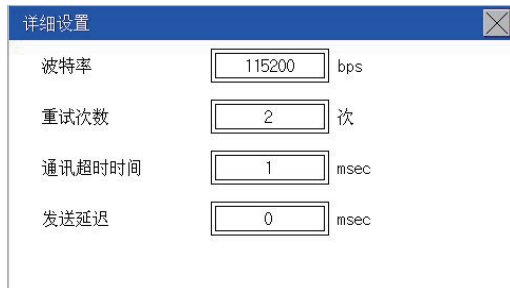 详细设置
波特率 115200 bps
重试次数 2 次
通讯超时时间 1 msec
发送延迟 0 msec